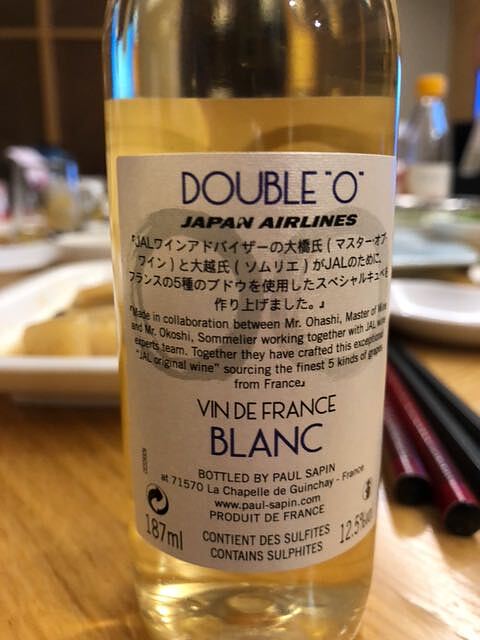 DOUBLE "O"
JAPAN AIRLINES
『JALワインアドバイザーの大橋氏(マスター・オブ・
ワイン)と大越氏(ソムリエ)がJALのために、
フランスの5種のブドウを使用したスペシャルキュベを
作り上げました。』
『Made in collaboration between Mr. Ohashi, Master of Wine
and Mr. Okoshi, Sommelier working together with JAL wine
experts team. Together they have crafted this exceptional
"JAL original wine" sourcing the finest 5 kinds of grapes
from France』
VIN DE FRANCE
BLANC
BOTTLED BY PAUL SAPIN
at 71570 La Chapelle de Guinchay - France
www.paul-sapin.com
PRODUIT DE FRANCE
187ml
CONTIENT DES SULFITES
CONTAINS SULPHITES
12.5%vol